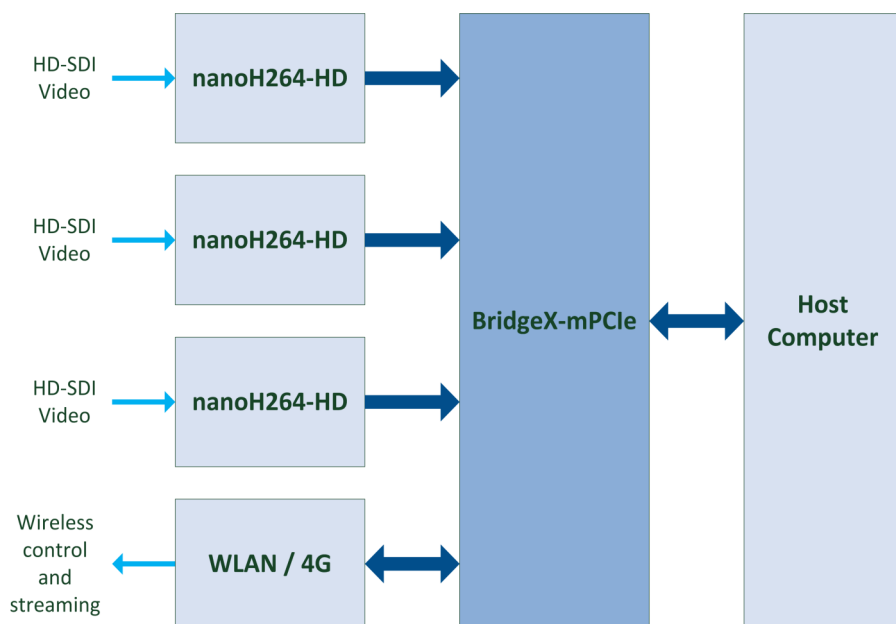 HD-SDI
Video
nanoH264-HD
HD-SDI
Video
nanoH264-HD
BridgeX-mPCIe
Host
Computer
HD-SDI
Video
nanoH264-HD
Wireless
control
and
streaming
WLAN / 4G